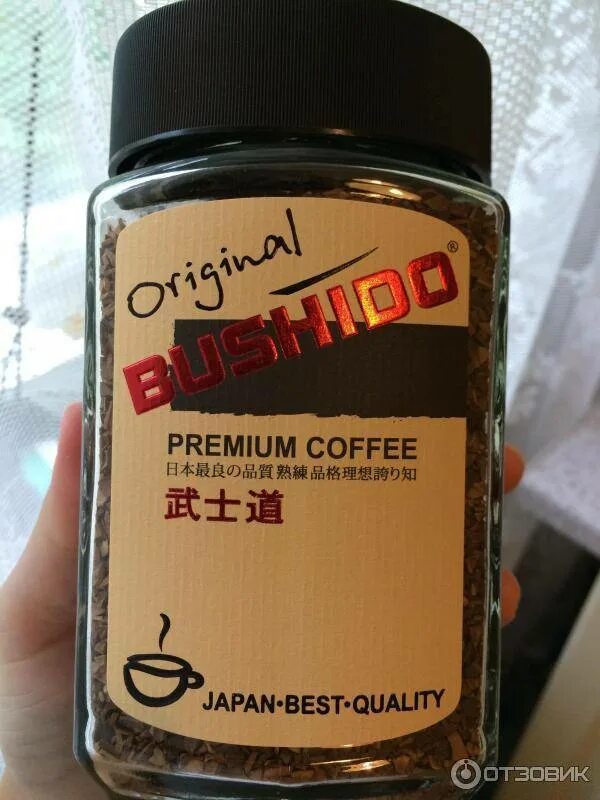 Original
BUSHIDO®
PREMIUM COFFEE
日本最良の品質 熟練 品格理想誇り知
武士道
JAPAN·BEST·QUALITY
ОТЗОВИК